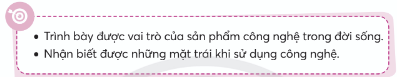 • Trình bày được vai trò của sản phẩm công nghệ trong đời sống.
• Nhận biết được những mặt trái khi sử dụng công nghệ.